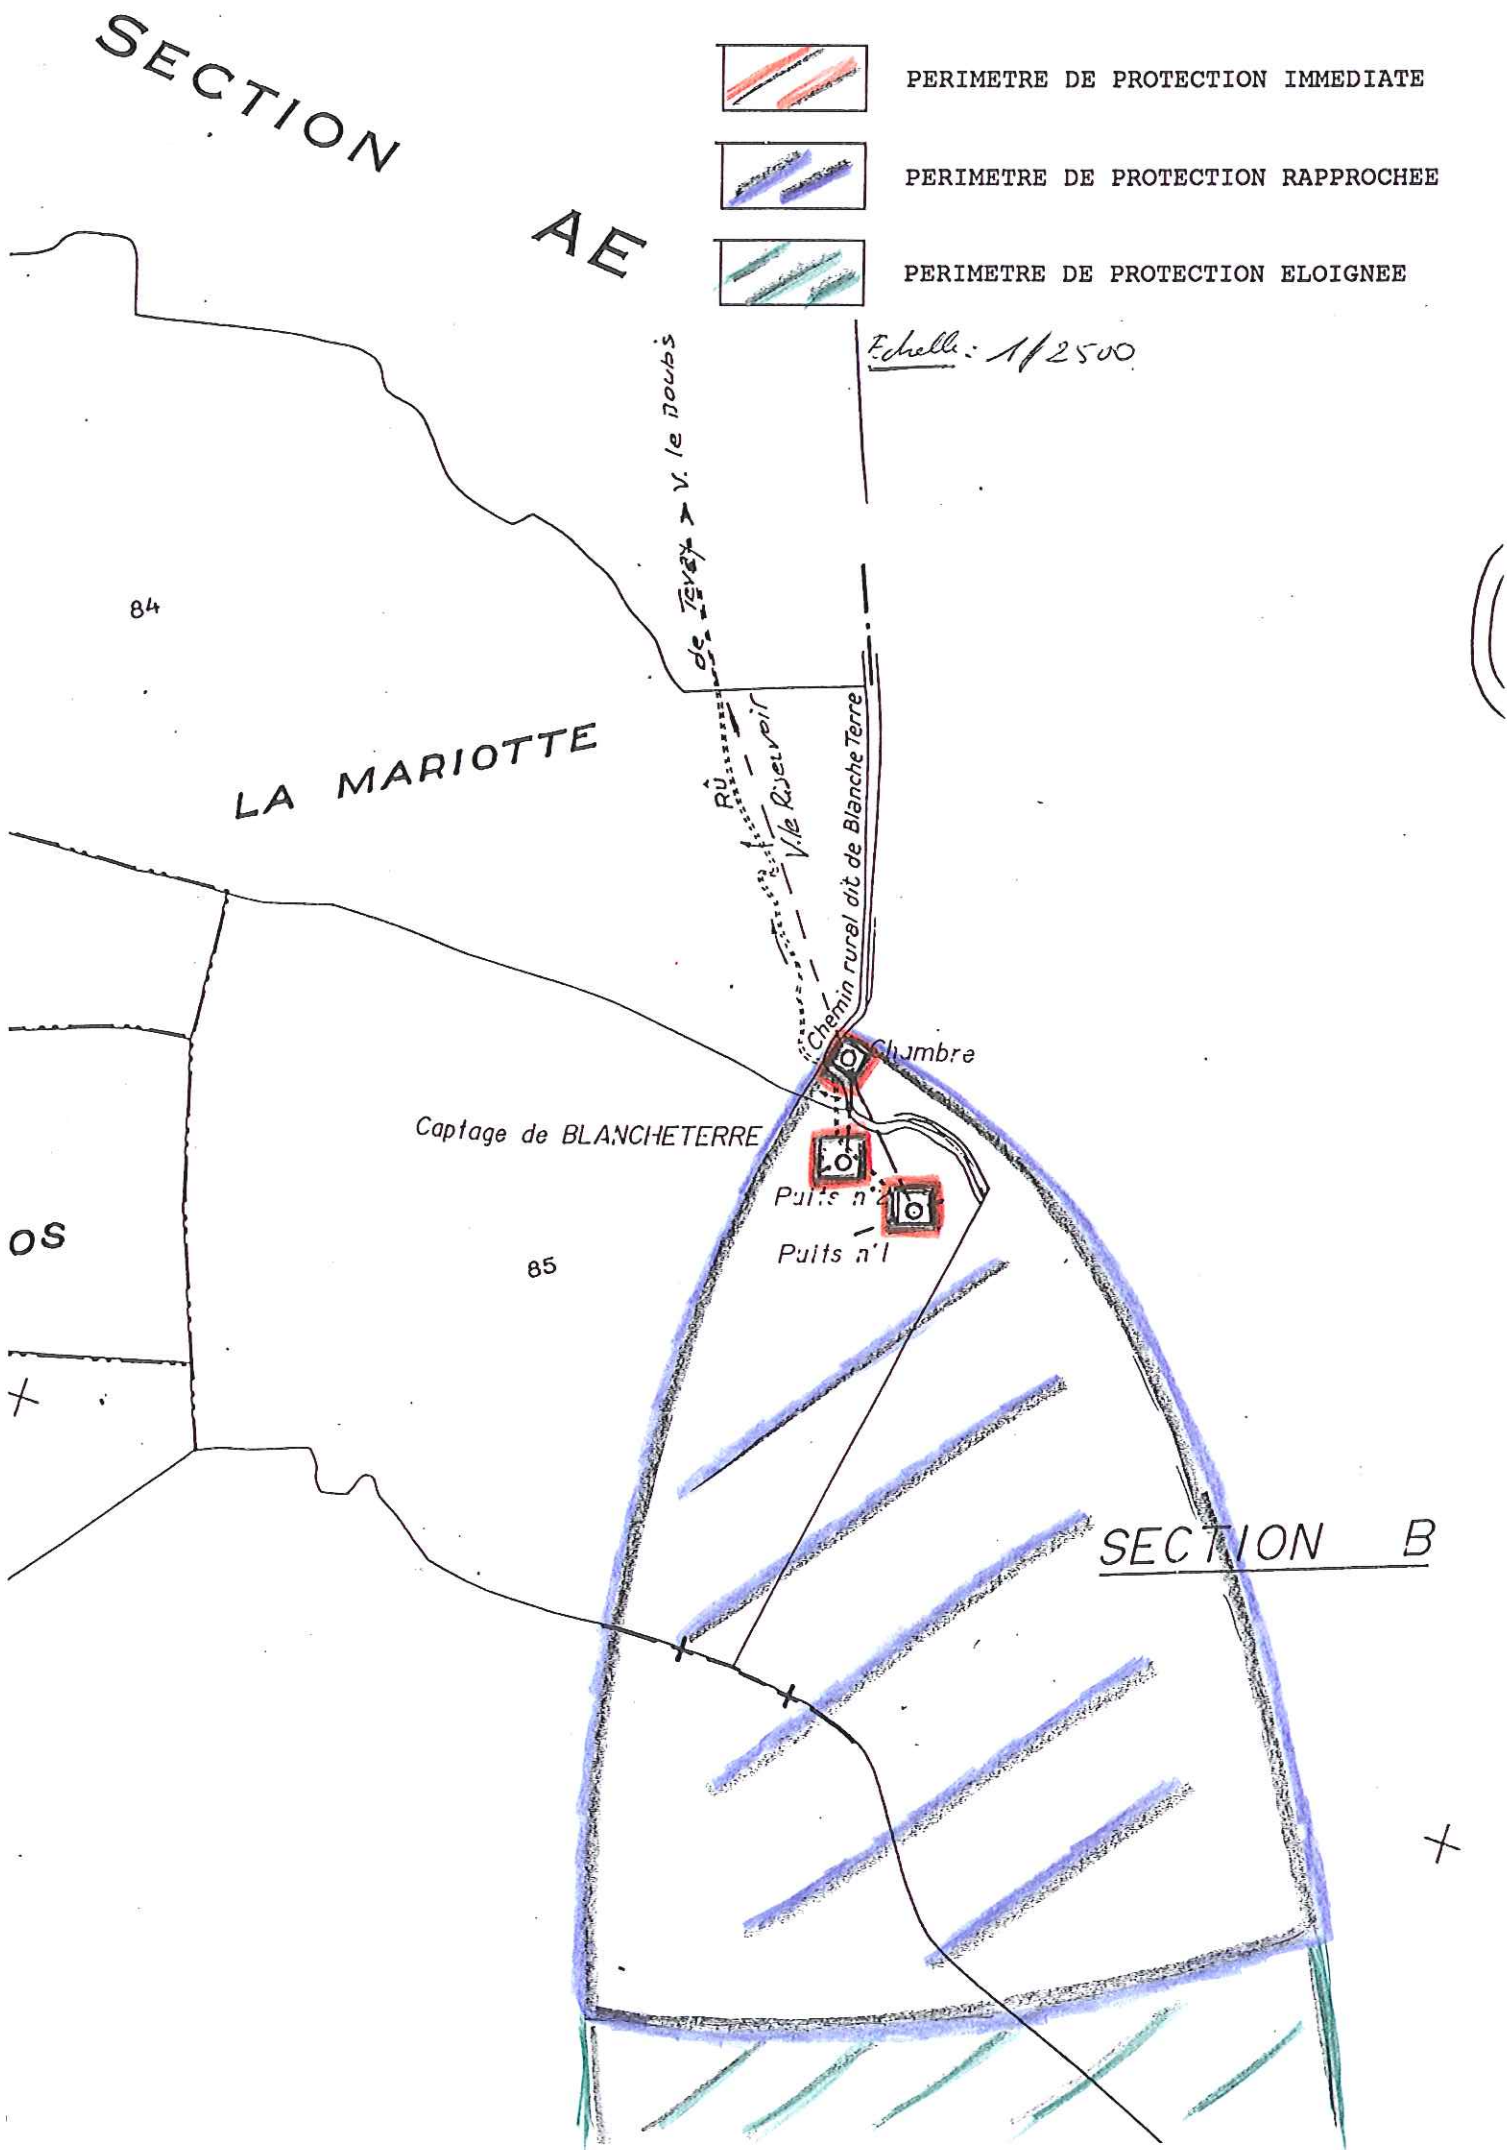 SECTION
AE
PERIMETRE DE PROTECTION IMMEDIATE
PERIMETRE DE PROTECTION RAPPROCHEE
PERIMETRE DE PROTECTION ELOIGNEE
Echelle: 1/2500
V. le Doubs
de
84
LA MARIOTTE
RÛ
V. le Réservoir
Chemin rural dit de Blanche Terre
Chambre
Captage de BLANCHETERRE
Puits n°2
Puits n°1
OS
85
SECTION B